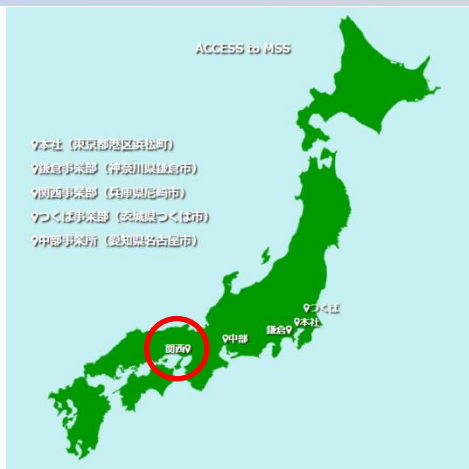 ACCESS to MSS
本社（東京都港区浜松町）
鎌倉事業部（神奈川県鎌倉市）
関西事業部（兵庫県尼崎市）
つくば事業部（茨城県つくば市）
中部事業所（愛知県名古屋市）
つくば
本社
鎌倉
中部
関西